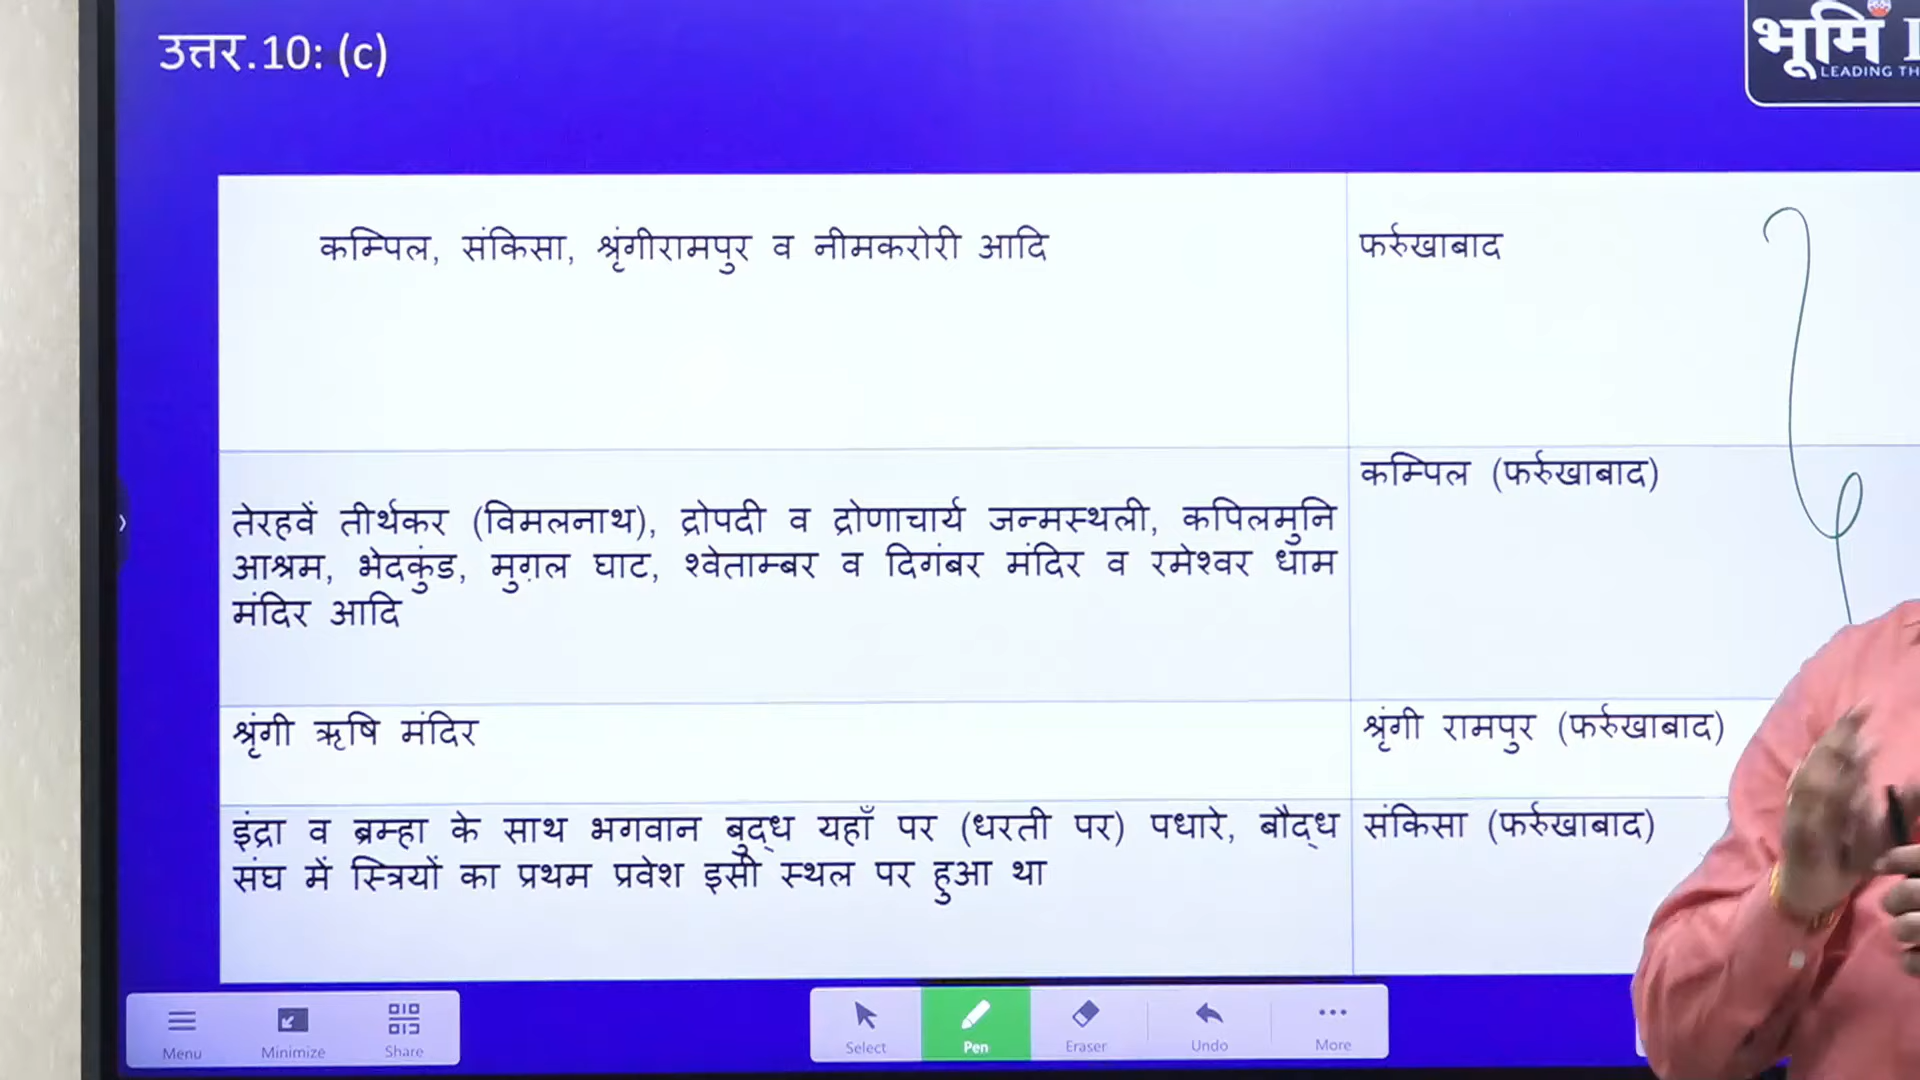 उत्तर.10: (c)
भूमि
LEADING TH
कम्पिल, संकिसा, श्रृंगीरामपुर व नीमकरोरी आदि
फर्रुखाबाद
कम्पिल (फर्रुखाबाद)
तेरहवें तीर्थकर (विमलनाथ), द्रोपदी व द्रोणाचार्य जन्मस्थली, कपिलमुनि
आश्रम, भेदकुंड, मुग़ल घाट, श्वेताम्बर व दिगंबर मंदिर व रमेश्वर धाम
मंदिर आदि
श्रृंगी ऋषि मंदिर
श्रृंगी रामपुर (फर्रुखाबाद)
इंद्रा व ब्रम्हा के साथ भगवान बुद्ध यहाँ पर (धरती पर) पधारे, बौद्ध
संघ में स्त्रियों का प्रथम प्रवेश इसी स्थल पर हुआ था
संकिसा (फर्रुखाबाद)
Menu
Minimize
Share
Select
Pen
Eraser
Undo
More